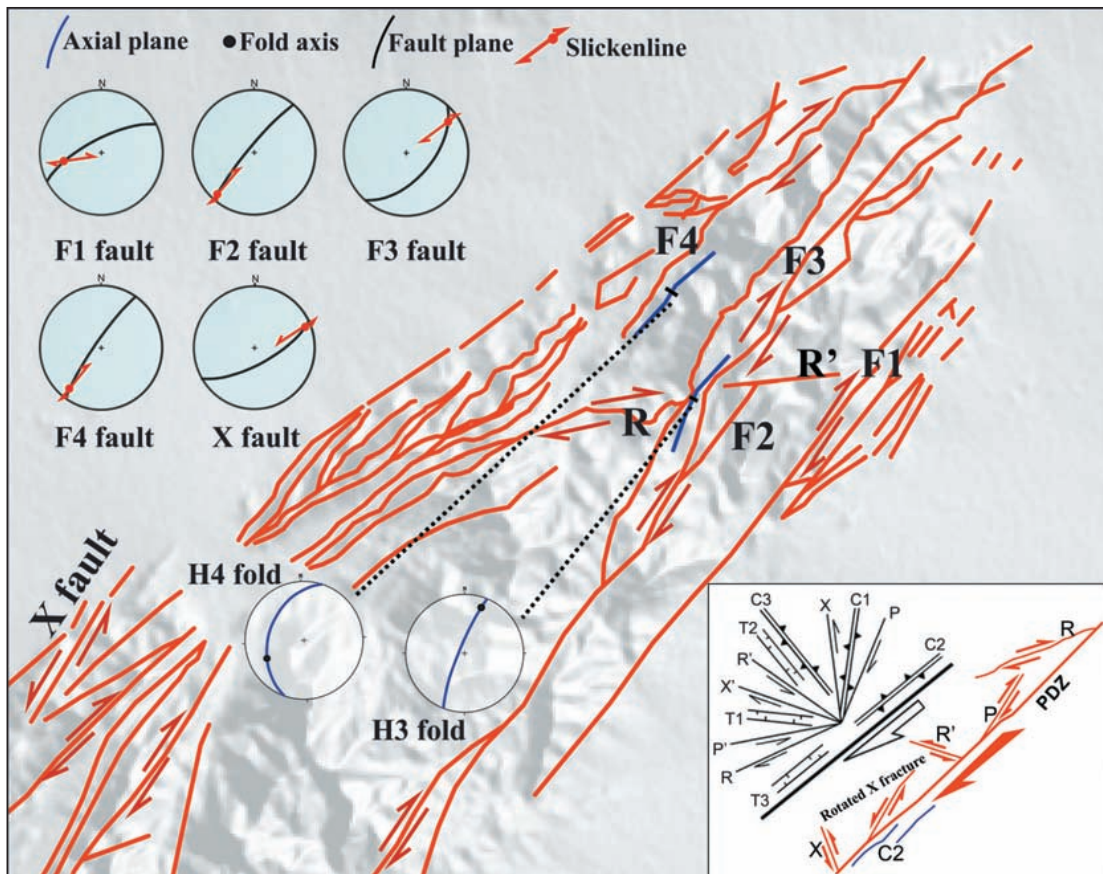 Axial plane
Fold axis
Fault plane
Slickenline
N
N
N
F1 fault
F2 fault
F3 fault
N
N
F4 fault
X fault
F4
F3
R'
F1
R
F2
X fault
H4 fold
H3 fold
C3
X
C1
P
T2
R'
C2
X'
T1
P'
R
T3
R
PDZ
P
R'
Rotated X fracture
X
C2